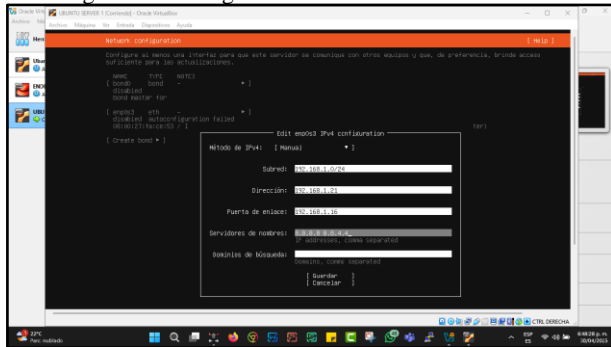 UBUNTU SERVER 1 [Corriendo] - Oracle VirtualBox
Archivo Máquina Ver Entrada Dispositivos Ayuda
Network configuration [ Help ]
Configure al menos una interfaz para que este servidor se comunique con otros equipos y que, de preferencia, brinde acceso
suficiente para las actualizaciones.
NAME TYPE NOTES
[ bond0 bond - ▸ ]
disabled
bond master for
[ enp0s3 eth - ▸ ]
disabled autoconfiguration failed
[ Create bond ▸ ]
Edit enp0s3 IPv4 configuration
Método de IPv4: [ Manual ▾ ]
Subred: 192.168.1.0/24
Dirección: 192.168.1.21
Puerta de enlace: 192.168.1.16
Servidores de nombres: 8.8.8.8 8.8.4.4_
IP addresses, comma separated
Dominios de búsqueda:
Domains, comma separated
[ Guardar ]
[ Cancelar ]
CTRL DERECHA
22°C
Parc. nublado
ESP
ES
6:48:28 p. m.
30/04/2025